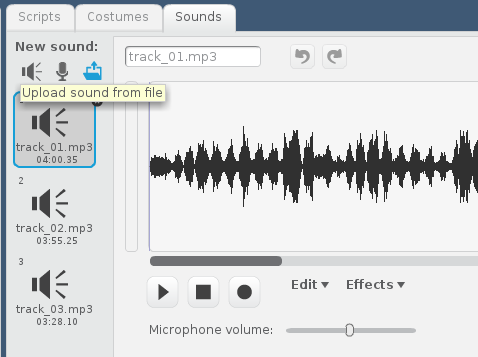 Scripts Costumes Sounds
New sound:
track_01.mp3
Upload sound from file
track_01.mp3
04:00.35
2
track_02.mp3
03:55.25
3
track_03.mp3
03:28.10
Edit Effects
Microphone volume: